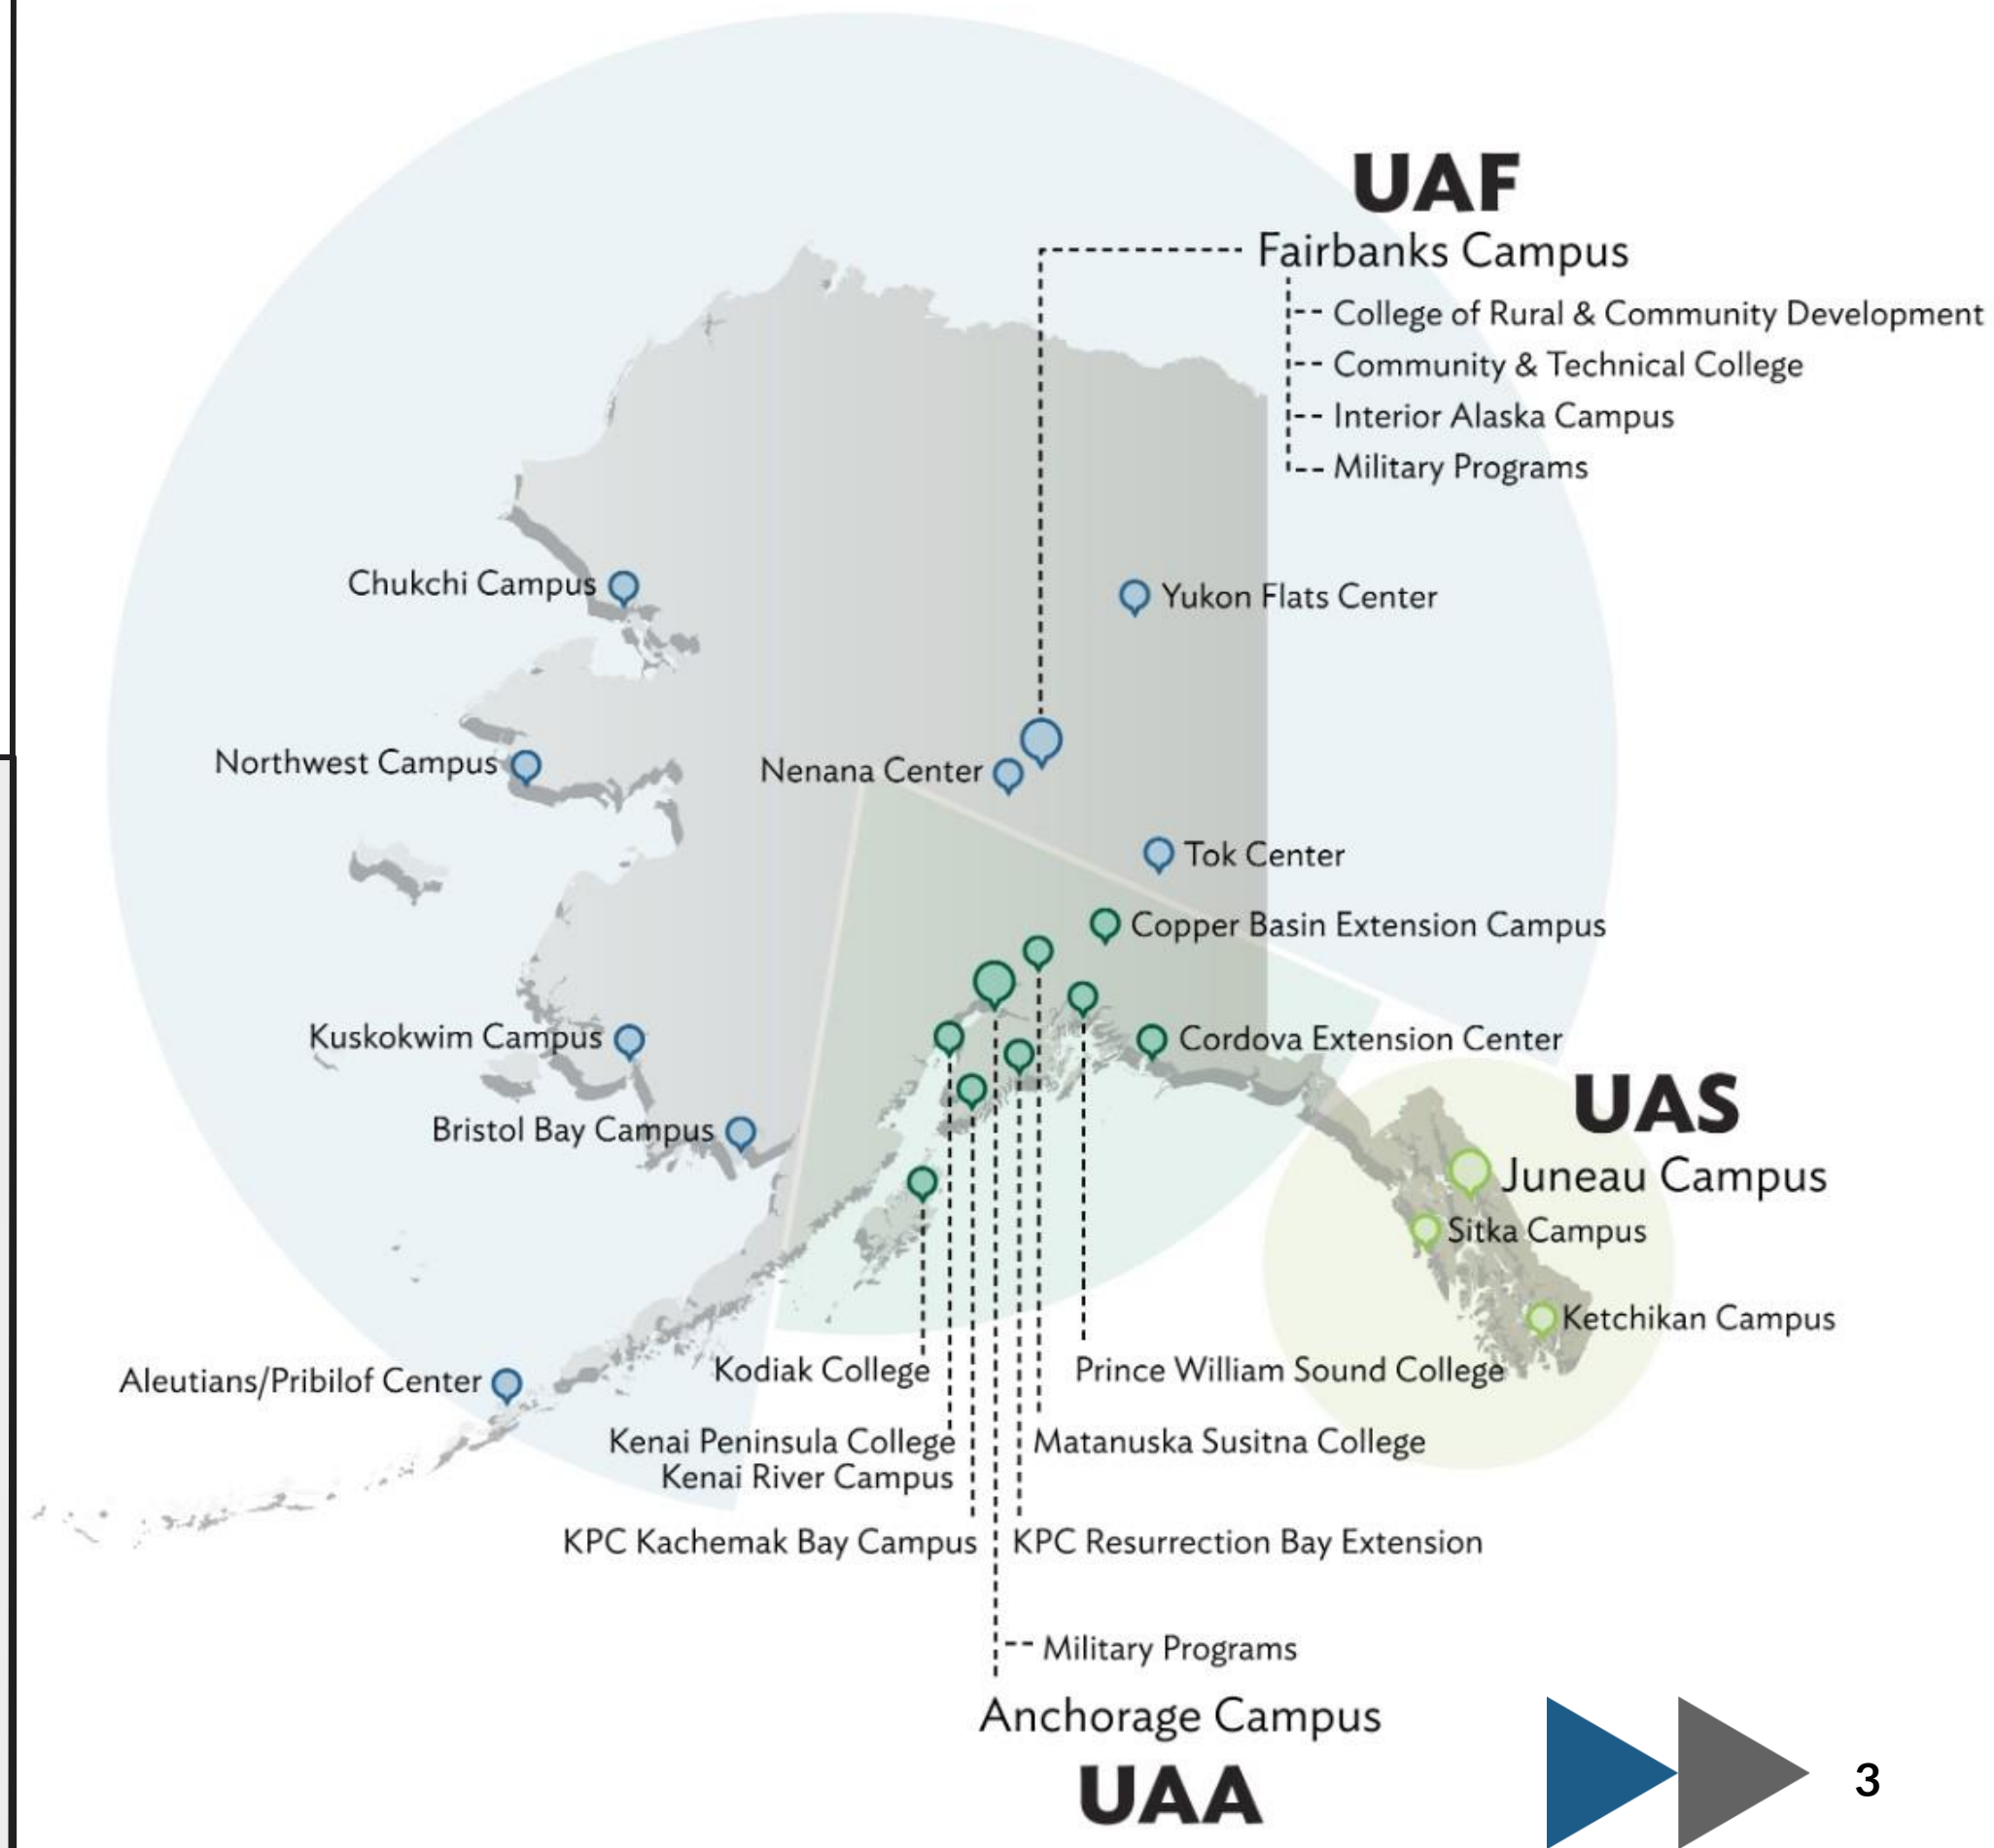 UAF
Fairbanks Campus
College of Rural & Community Development
Community & Technical College
Interior Alaska Campus
Military Programs
Chukchi Campus
Yukon Flats Center
Northwest Campus
Nenana Center
Tok Center
Copper Basin Extension Campus
Kuskokwim Campus
Cordova Extension Center
UAS
Bristol Bay Campus
Juneau Campus
Sitka Campus
Ketchikan Campus
Aleutians/Pribilof Center
Kodiak College
Prince William Sound College
Kenai Peninsula College
Kenai River Campus
Matanuska Susitna College
KPC Kachemak Bay Campus
KPC Resurrection Bay Extension
Military Programs
Anchorage Campus
UAA
3